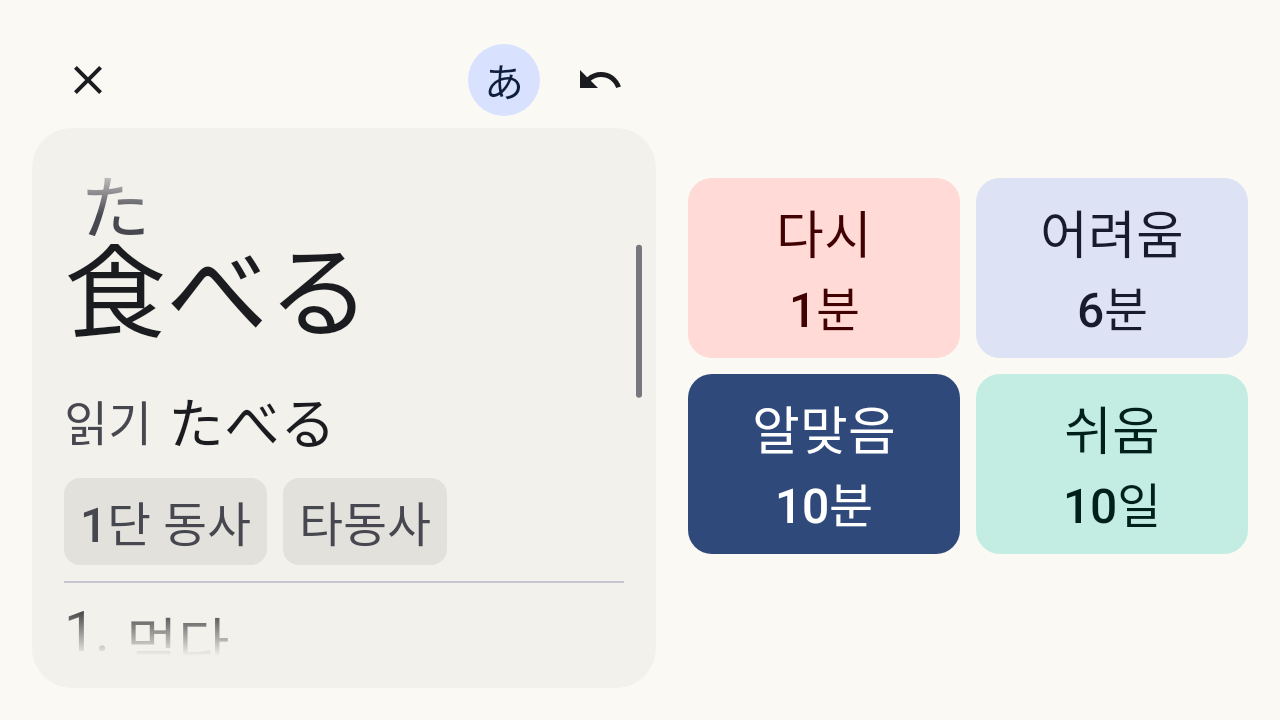 あ
た
食べる
読기 たべる
1단 동사 타동사
1. 먹다
다시
1분
어려움
6분
알맞음
10분
쉬움
10일